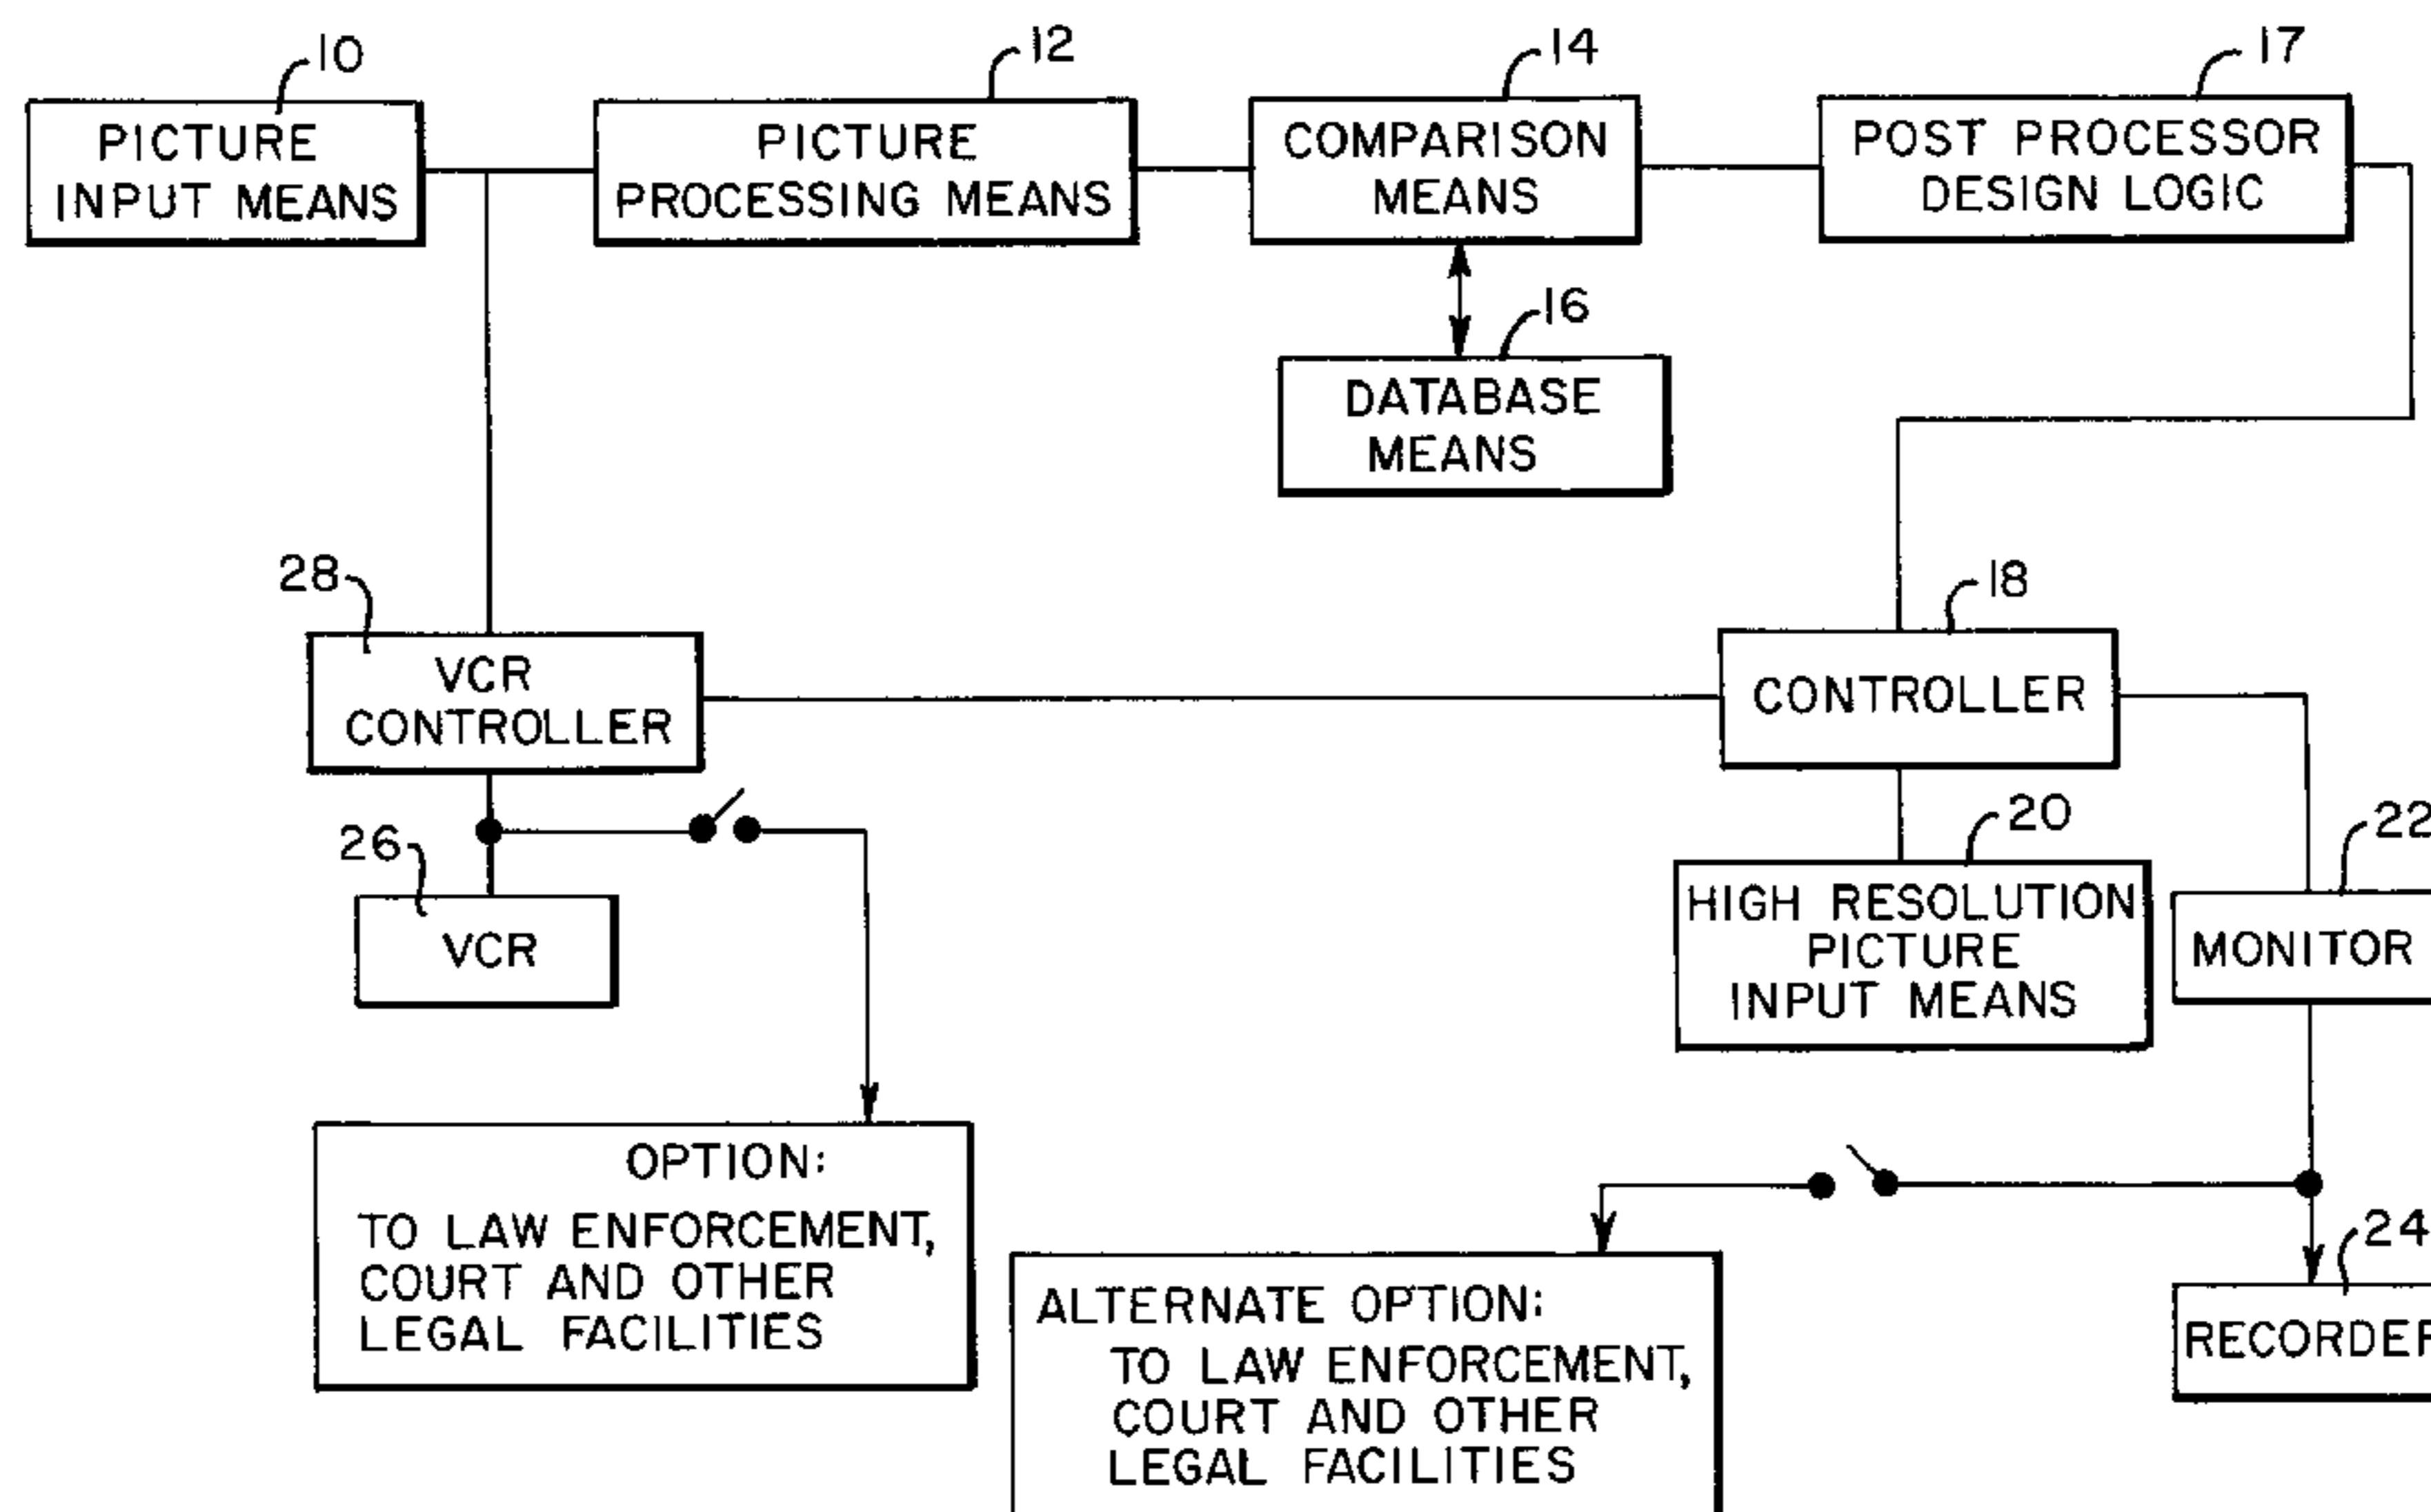 10
12
14
17
PICTURE
INPUT MEANS
PICTURE
PROCESSING MEANS
COMPARISON
MEANS
POST PROCESSOR
DESIGN LOGIC
16
DATABASE
MEANS
28
18
VCR
CONTROLLER
CONTROLLER
26
20
22
VCR
HIGH RESOLUTION
PICTURE
INPUT MEANS
MONITOR
OPTION:
TO LAW ENFORCEMENT,
COURT AND OTHER
LEGAL FACILITIES
24
RECORDER
ALTERNATE OPTION:
TO LAW ENFORCEMENT,
COURT AND OTHER
LEGAL FACILITIES